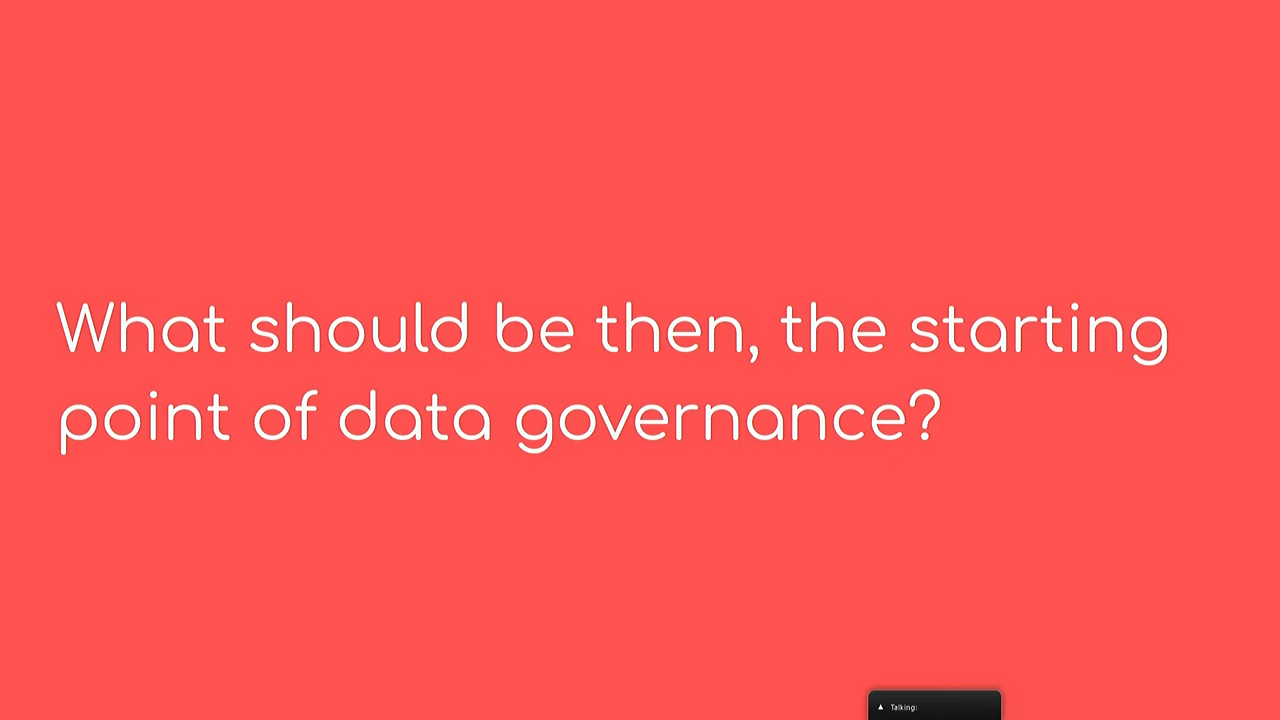 What should be then, the starting
point of data governance?
▲ Talking: